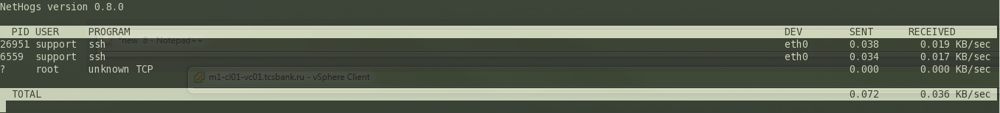 NetHogs version 0.8.0
PID USER PROGRAM DEV SENT RECEIVED
*new 8 - Notepad++
26951 support ssh eth0 0.038 0.019 KB/sec
6559 support ssh eth0 0.034 0.017 KB/sec
? root unknown TCP 0.000 0.000 KB/sec
m1-cl01-vc01.tcsbank.ru - vSphere Client
TOTAL 0.072 0.036 KB/sec